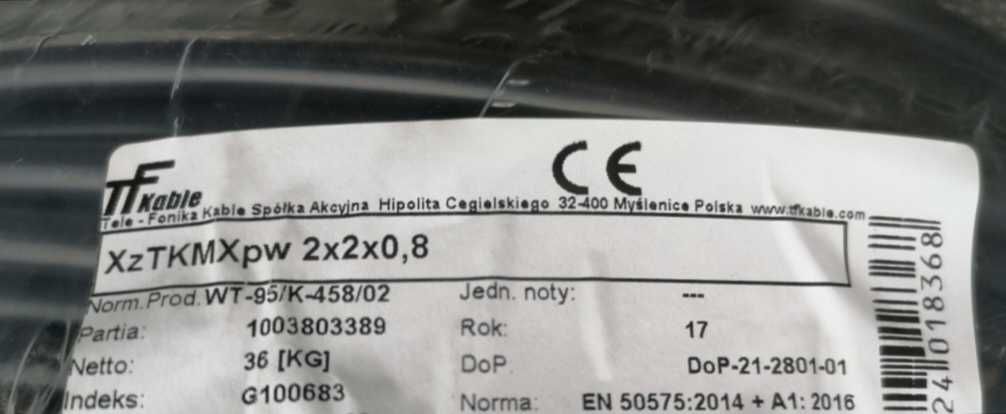 CE
TF Kable
Tele - Fonika Kable Spółka Akcyjna Hipolita Cegielskiego 32-400 Myślenice Polska www.tfkable.com
XzTKMXpw 2x2x0,8
Norm.Prod. WT-95/K-458/02 Jedn. noty: ---
Partia: 1003803389 Rok: 17
Netto: 36 [KG] DoP. DoP-21-2801-01
Indeks: G100683 Norma: EN 50575:2014 + A1: 2016
24018368